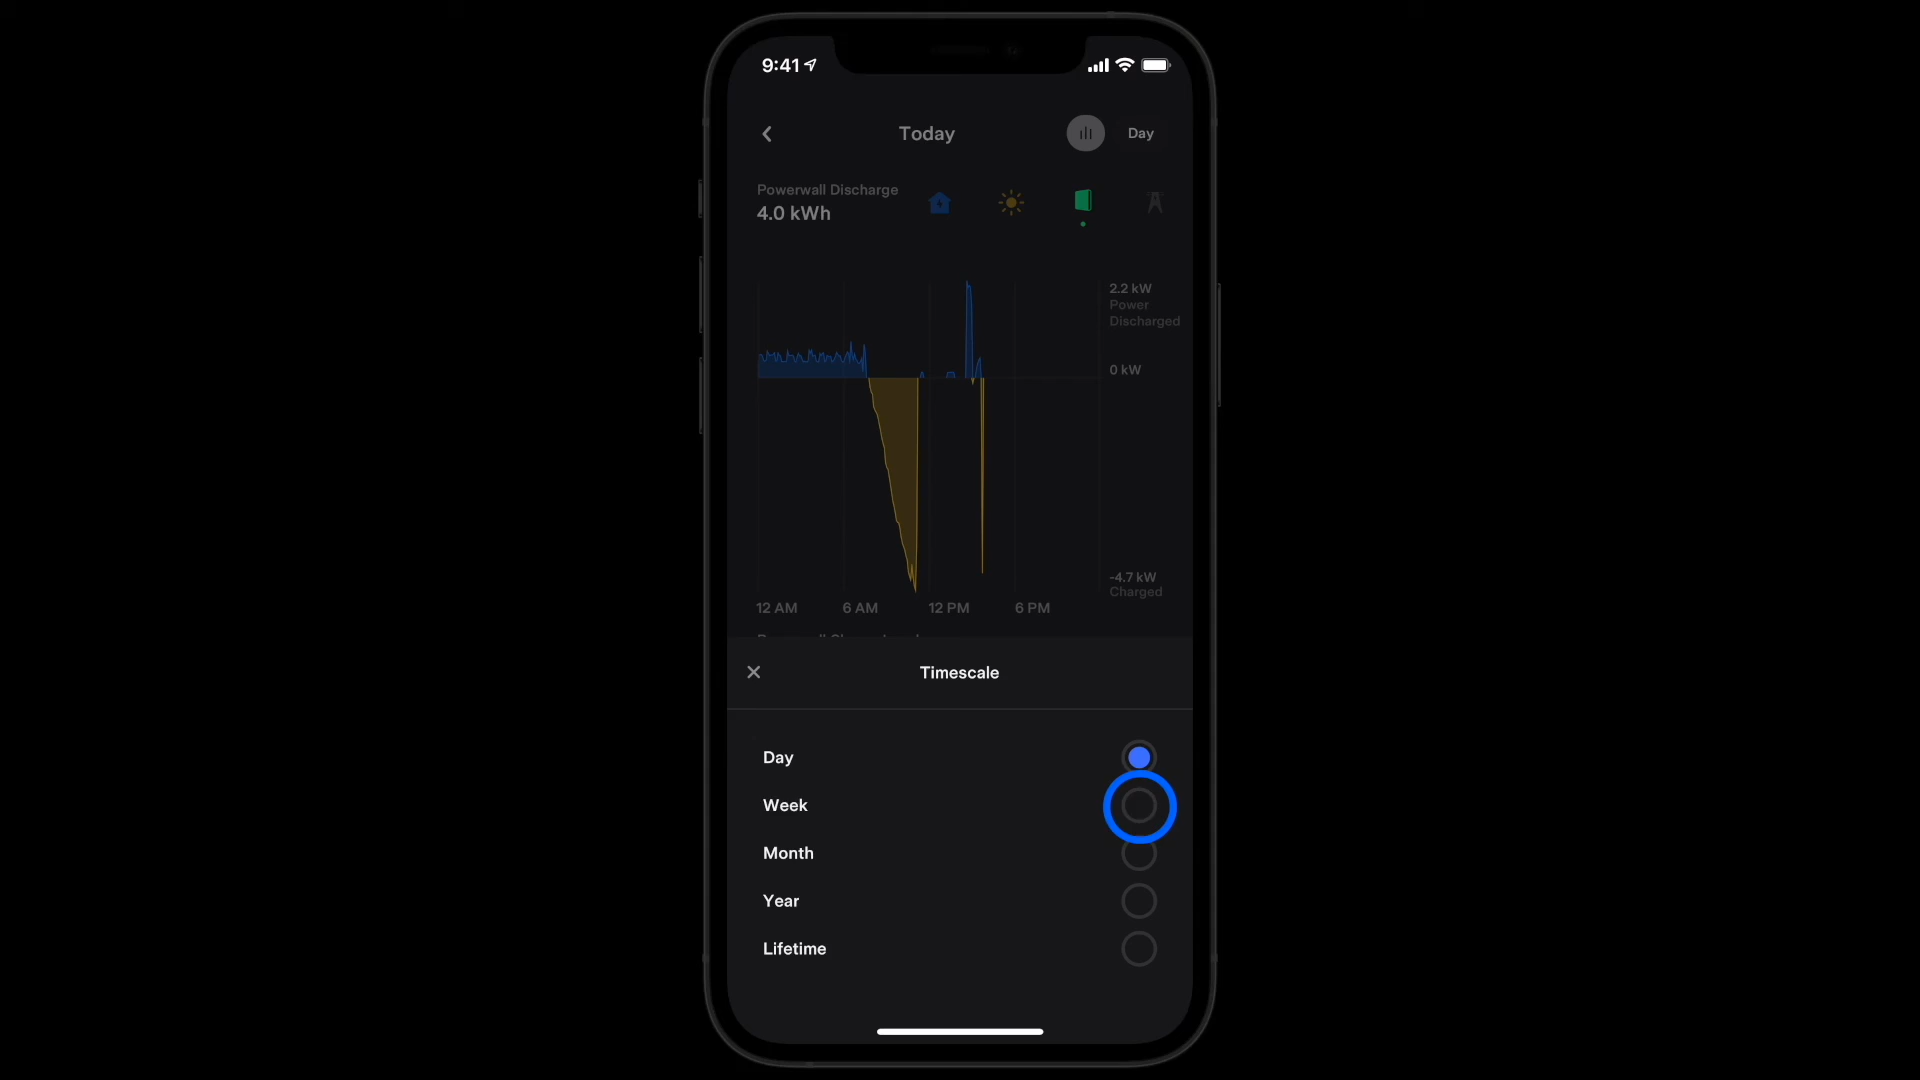 9:41
Today
Day
Powerwall Discharge
4.0 kWh
2.2 kW
Power
Discharged
0 kW
-4.7 kW
Charged
12 AM 6 AM 12 PM 6 PM
Timescale
Day
Week
Month
Year
Lifetime